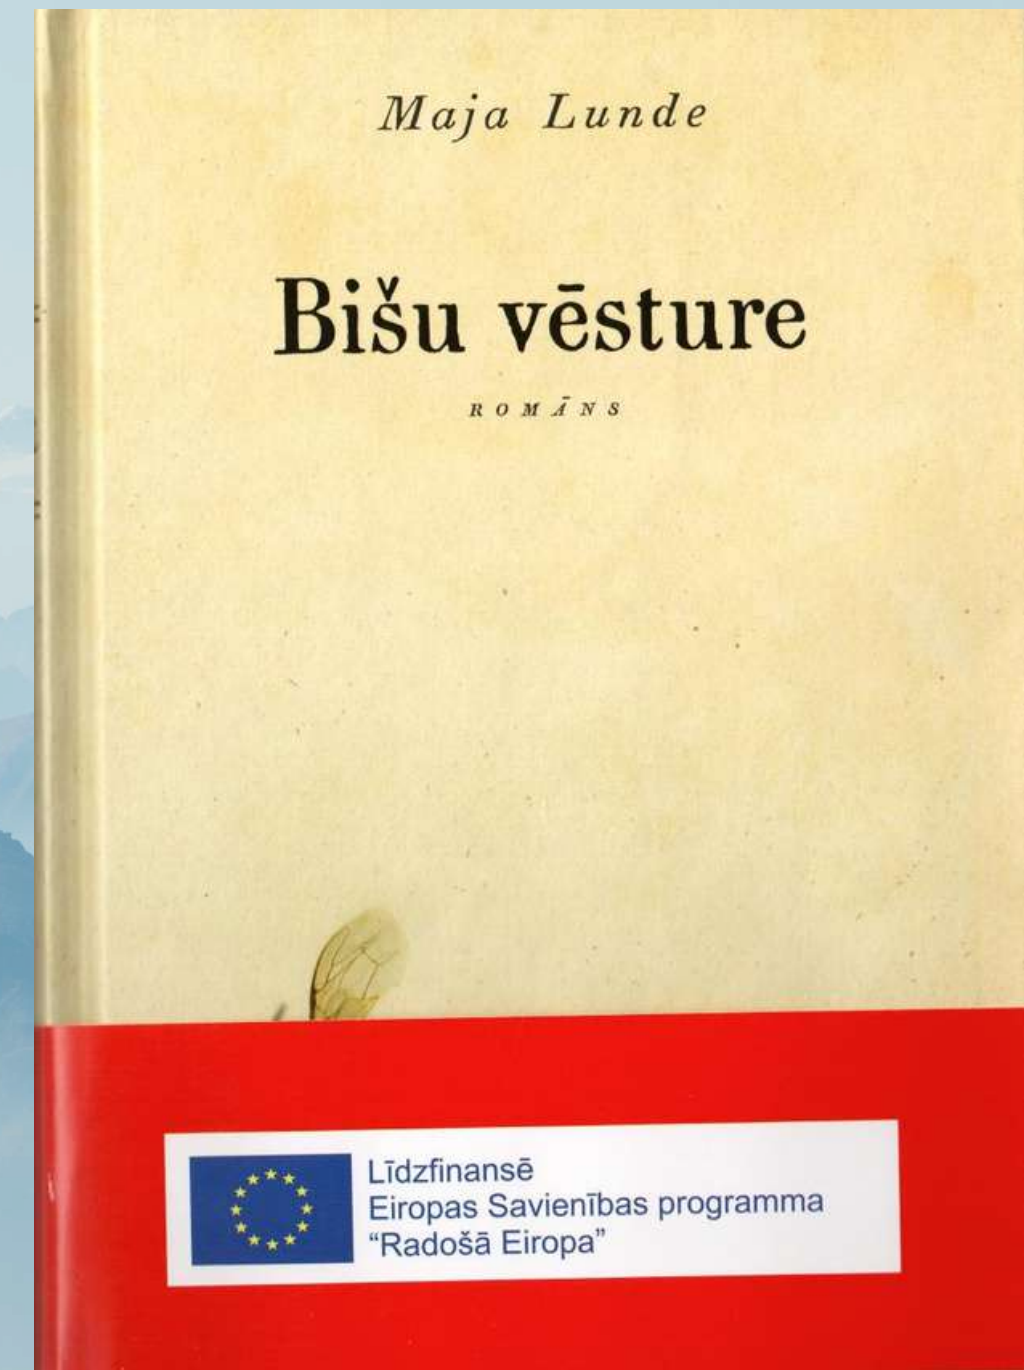 Maja Lunde
Bišu vēsture
ROMĀNS
Līdzfinansē
Eiropas Savienības programma
“Radošā Eiropa”